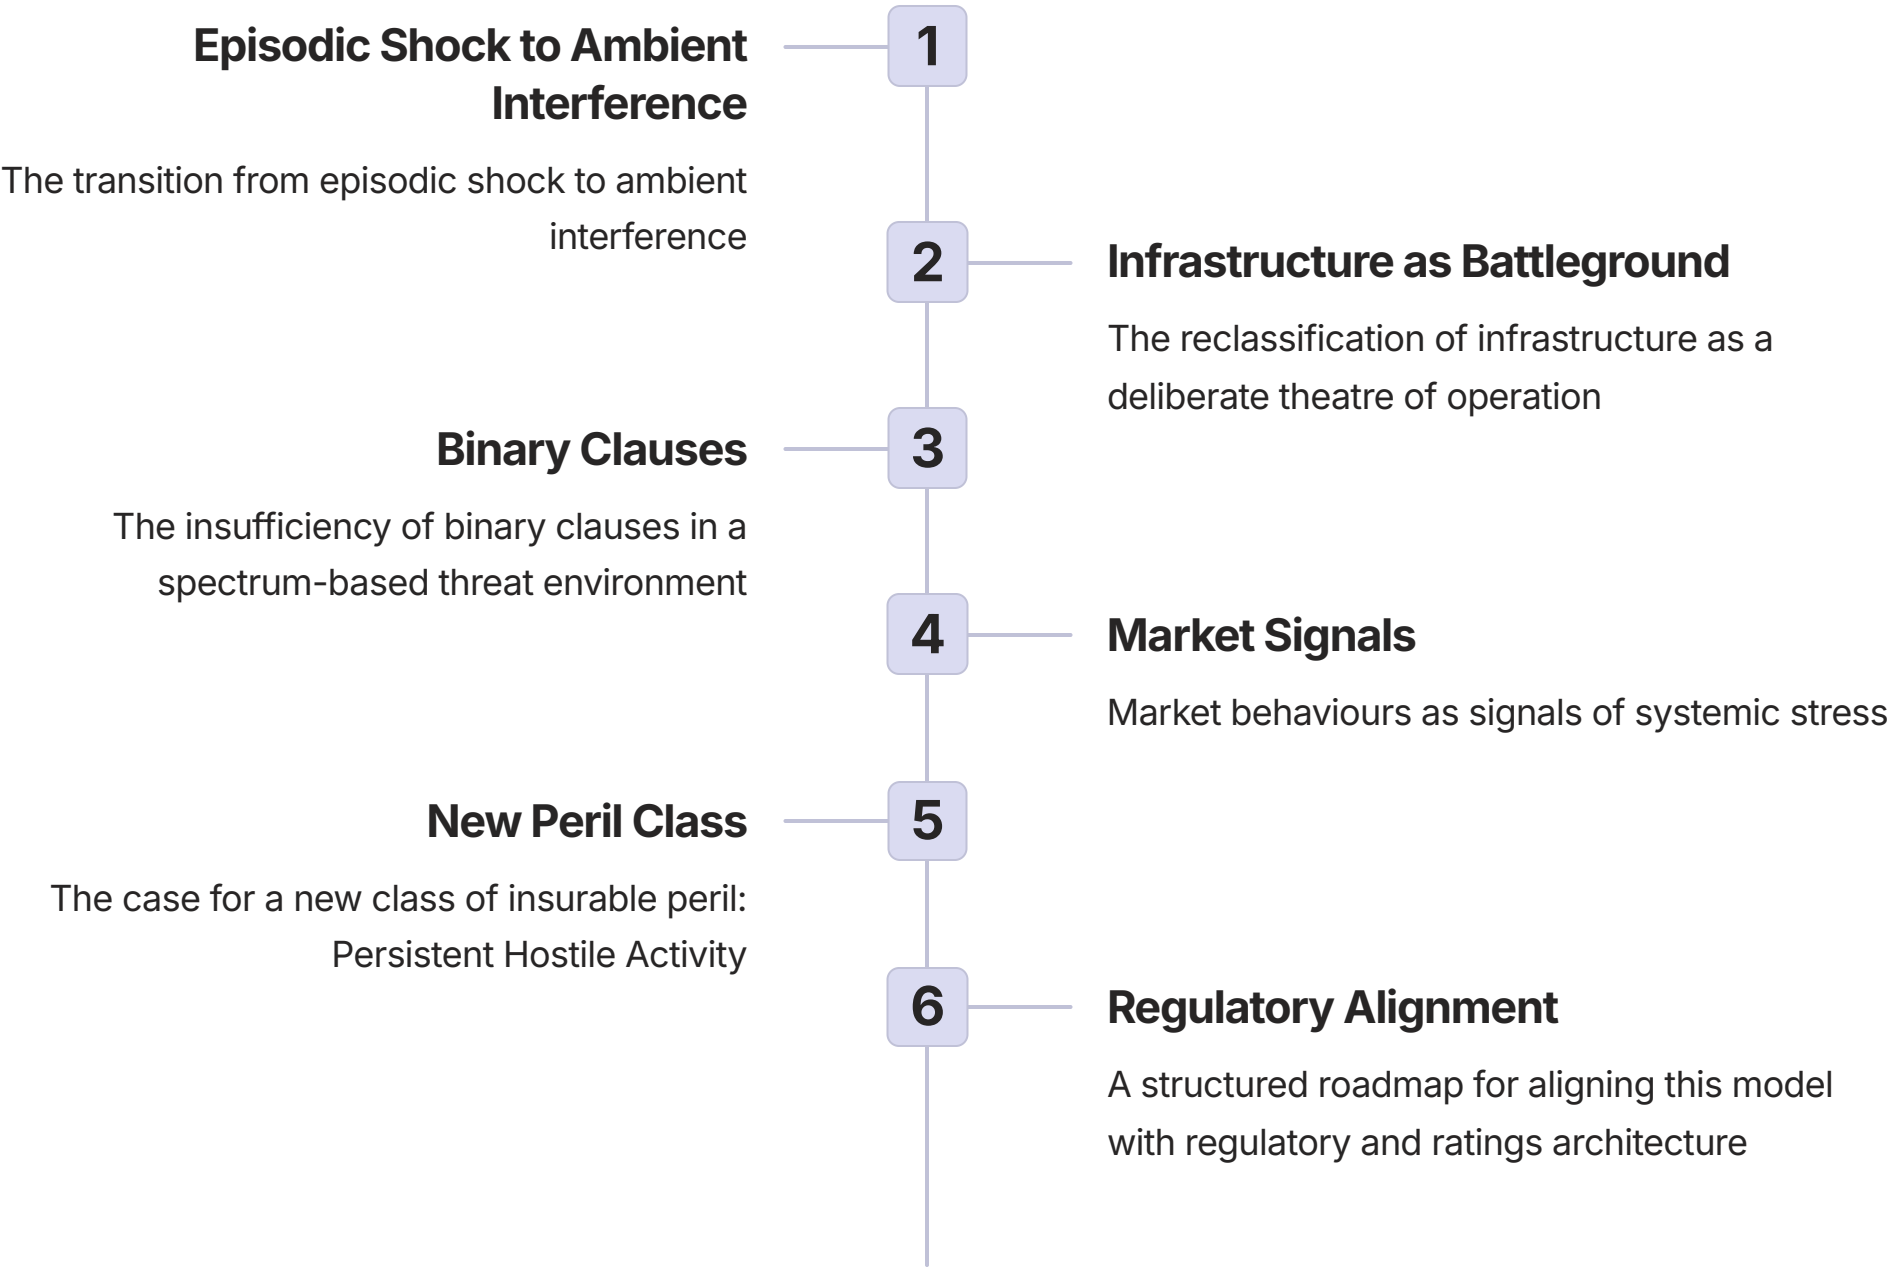 1
Episodic Shock to Ambient
Interference
The transition from episodic shock to ambient
interference
2
Infrastructure as Battleground
The reclassification of infrastructure as a
deliberate theatre of operation
3
Binary Clauses
The insufficiency of binary clauses in a
spectrum-based threat environment
4
Market Signals
Market behaviours as signals of systemic stress
5
New Peril Class
The case for a new class of insurable peril:
Persistent Hostile Activity
6
Regulatory Alignment
A structured roadmap for aligning this model
with regulatory and ratings architecture